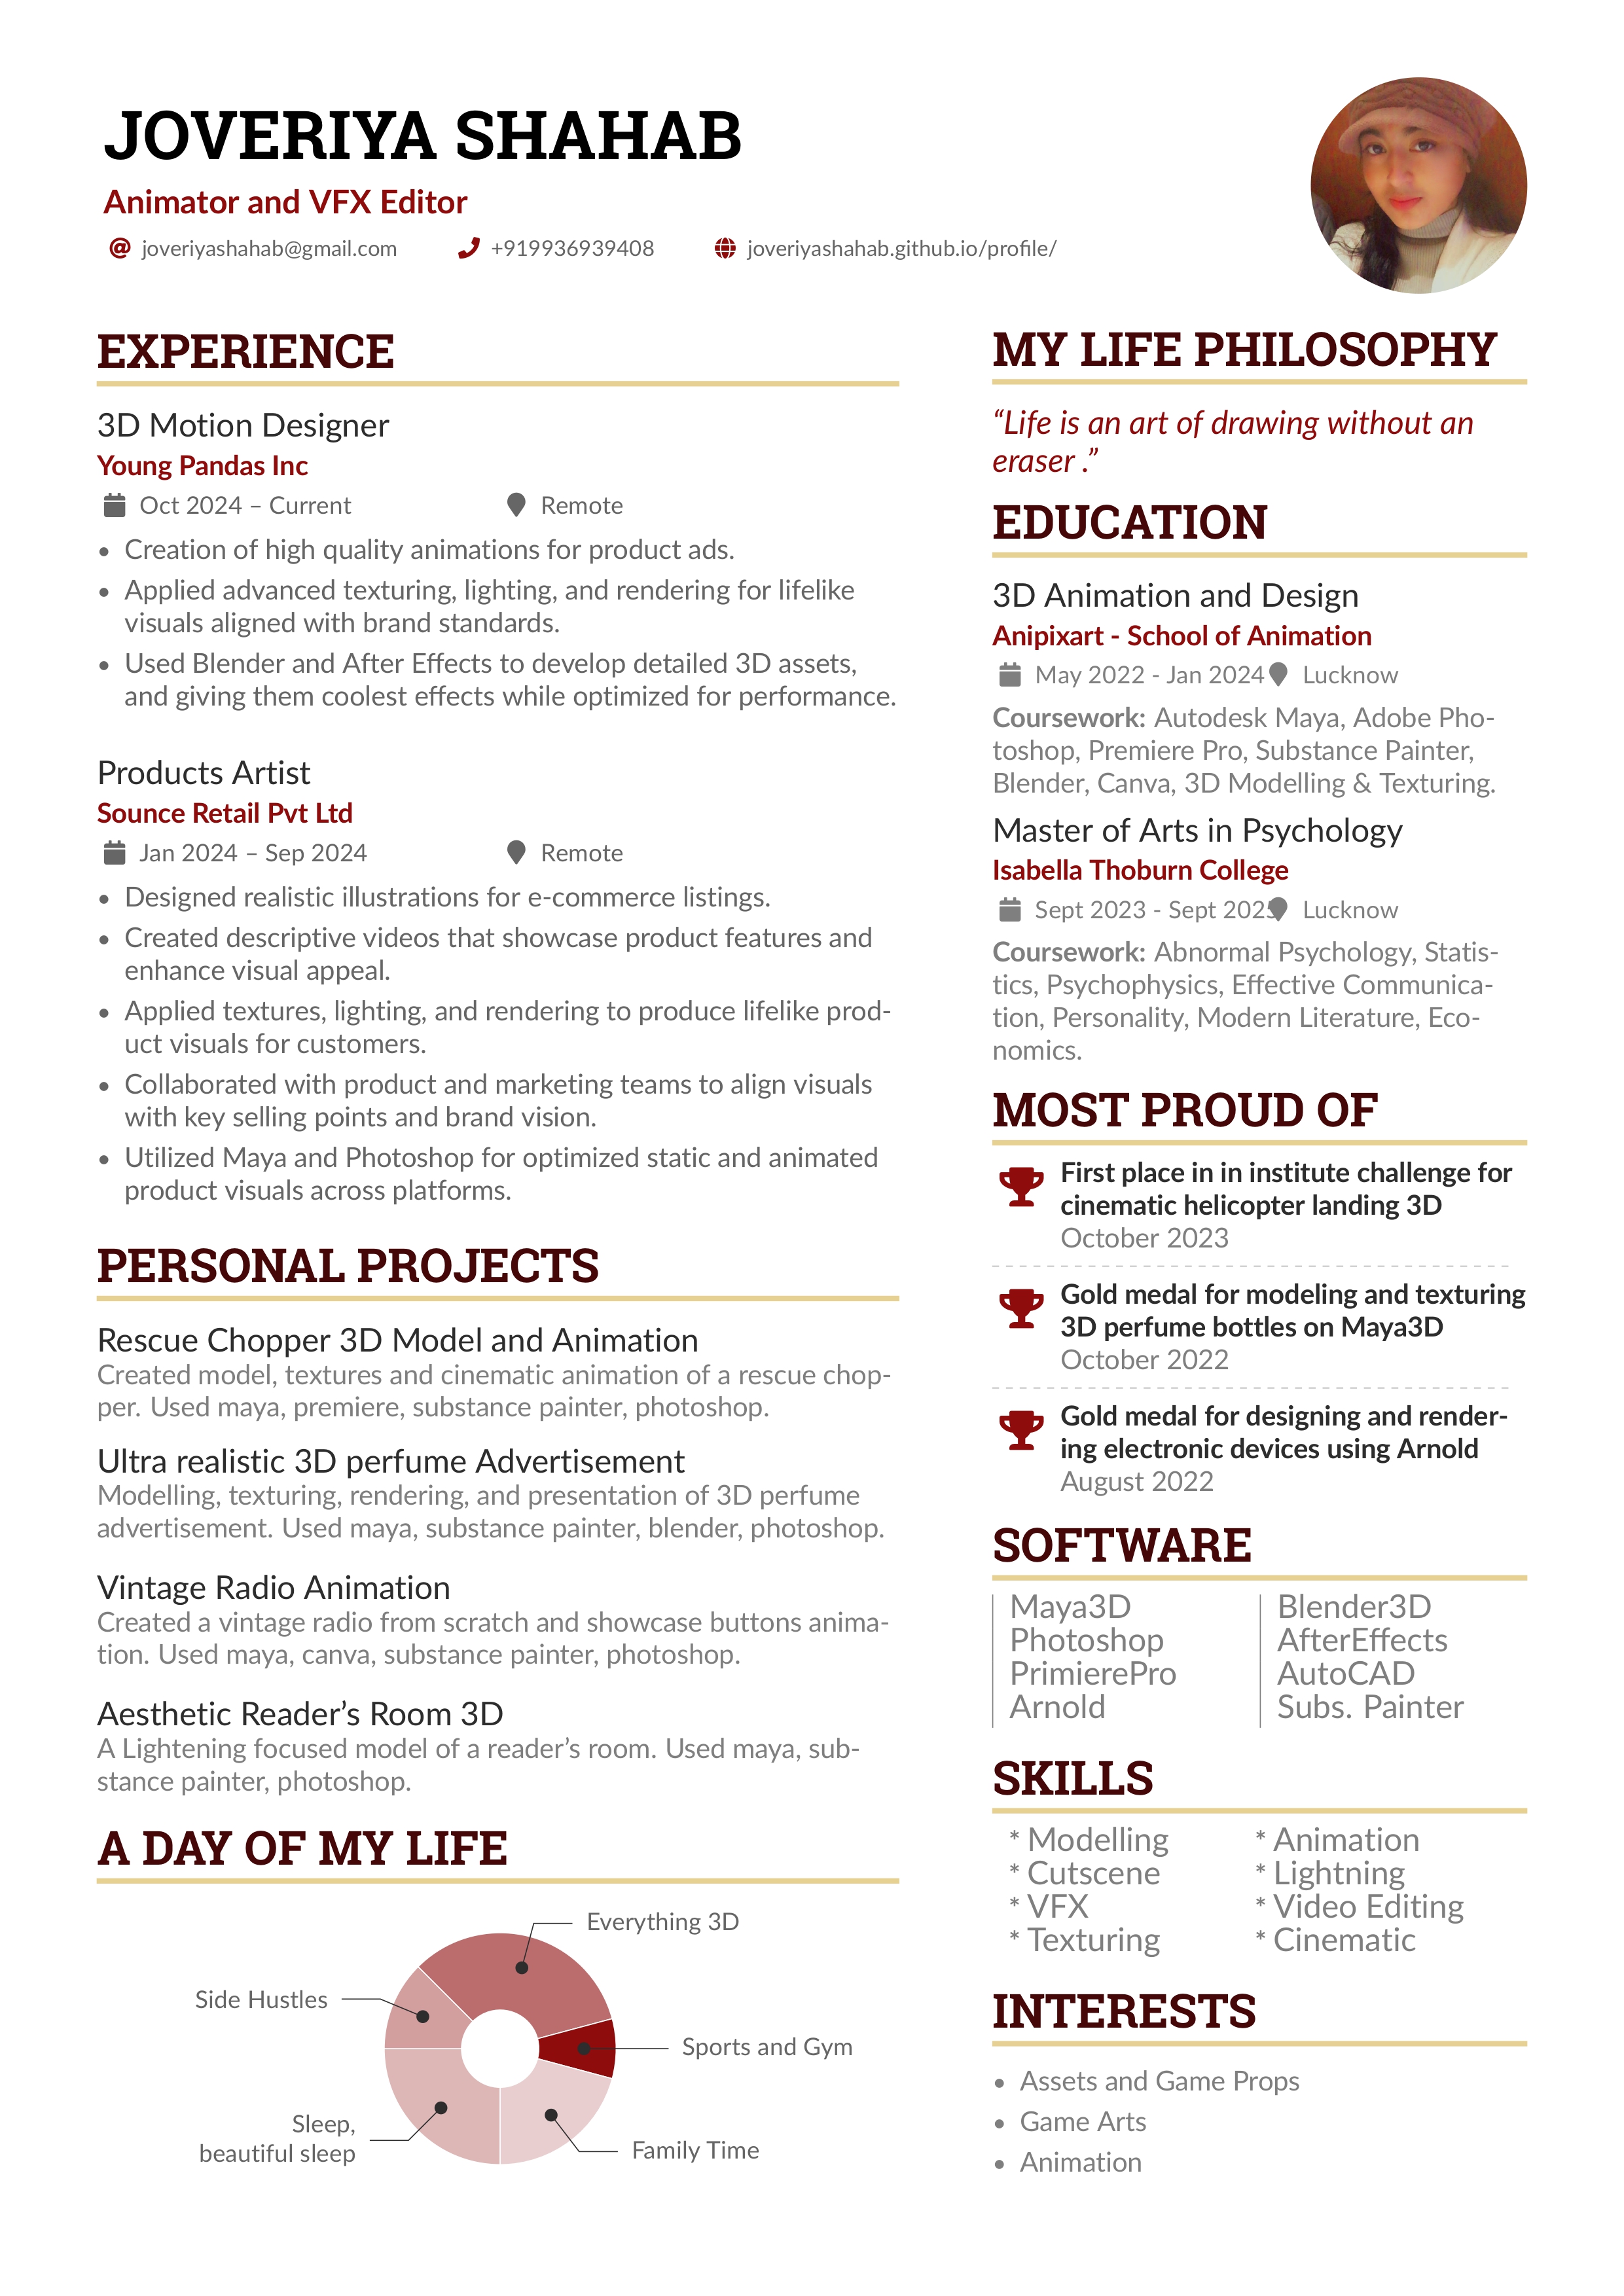 JOVERIYA SHAHAB
Animator and VFX Editor
joveriyashahab@gmail.com +919936939408 joveriyashahab.github.io/profile/
EXPERIENCE
3D Motion Designer
Young Pandas Inc
Oct 2024 – Current Remote
• Creation of high quality animations for product ads.
• Applied advanced texturing, lighting, and rendering for lifelike
visuals aligned with brand standards.
• Used Blender and After Effects to develop detailed 3D assets,
and giving them coolest effects while optimized for performance.
Products Artist
Sounce Retail Pvt Ltd
Jan 2024 – Sep 2024 Remote
• Designed realistic illustrations for e-commerce listings.
• Created descriptive videos that showcase product features and
enhance visual appeal.
• Applied textures, lighting, and rendering to produce lifelike prod-
uct visuals for customers.
• Collaborated with product and marketing teams to align visuals
with key selling points and brand vision.
• Utilized Maya and Photoshop for optimized static and animated
product visuals across platforms.
PERSONAL PROJECTS
Rescue Chopper 3D Model and Animation
Created model, textures and cinematic animation of a rescue chop-
per. Used maya, premiere, substance painter, photoshop.
Ultra realistic 3D perfume Advertisement
Modelling, texturing, rendering, and presentation of 3D perfume
advertisement. Used maya, substance painter, blender, photoshop.
Vintage Radio Animation
Created a vintage radio from scratch and showcase buttons anima-
tion. Used maya, canva, substance painter, photoshop.
Aesthetic Reader’s Room 3D
A Lightening focused model of a reader’s room. Used maya, sub-
stance painter, photoshop.
A DAY OF MY LIFE
Everything 3D
Side Hustles
Sports and Gym
Sleep,
beautiful sleep
Family Time
MY LIFE PHILOSOPHY
“Life is an art of drawing without an
eraser .”
EDUCATION
3D Animation and Design
Anipixart - School of Animation
May 2022 - Jan 2024 Lucknow
Coursework: Autodesk Maya, Adobe Pho-
toshop, Premiere Pro, Substance Painter,
Blender, Canva, 3D Modelling & Texturing.
Master of Arts in Psychology
Isabella Thoburn College
Sept 2023 - Sept 2025 Lucknow
Coursework: Abnormal Psychology, Statis-
tics, Psychophysics, Effective Communica-
tion, Personality, Modern Literature, Eco-
nomics.
MOST PROUD OF
First place in in institute challenge for
cinematic helicopter landing 3D
October 2023
Gold medal for modeling and texturing
3D perfume bottles on Maya3D
October 2022
Gold medal for designing and render-
ing electronic devices using Arnold
August 2022
SOFTWARE
Maya3D Blender3D
Photoshop AfterEffects
PrimierePro AutoCAD
Arnold Subs. Painter
SKILLS
* Modelling * Animation
* Cutscene * Lightning
* VFX * Video Editing
* Texturing * Cinematic
INTERESTS
• Assets and Game Props
• Game Arts
• Animation